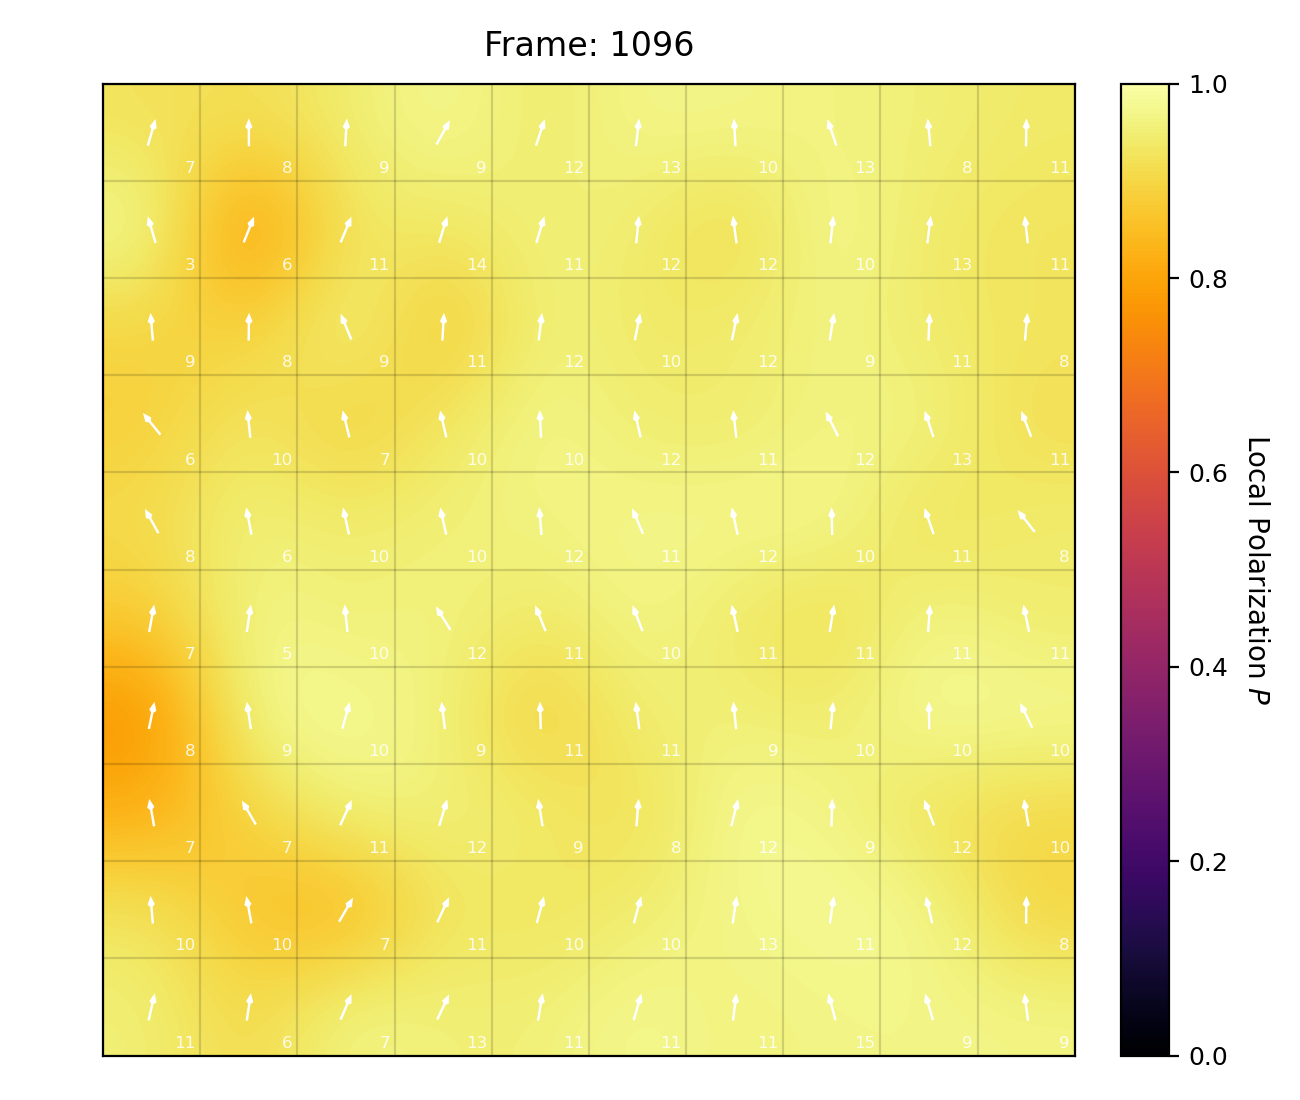 Frame: 1096
7 8 9 9 12 13 10 13 8 11
3 6 11 14 11 12 12 10 13 11
9 8 9 11 12 10 12 9 11 8
6 10 7 10 10 12 11 12 13 11
8 6 10 10 12 11 12 10 11 8
7 5 10 12 11 10 11 11 11 11
8 9 10 9 11 11 9 10 10 10
7 7 11 12 9 8 12 9 12 10
10 10 7 11 10 10 13 11 12 8
11 6 7 13 11 11 11 15 9 9
1.0
0.8
0.6
0.4
0.2
0.0
Local Polarization P